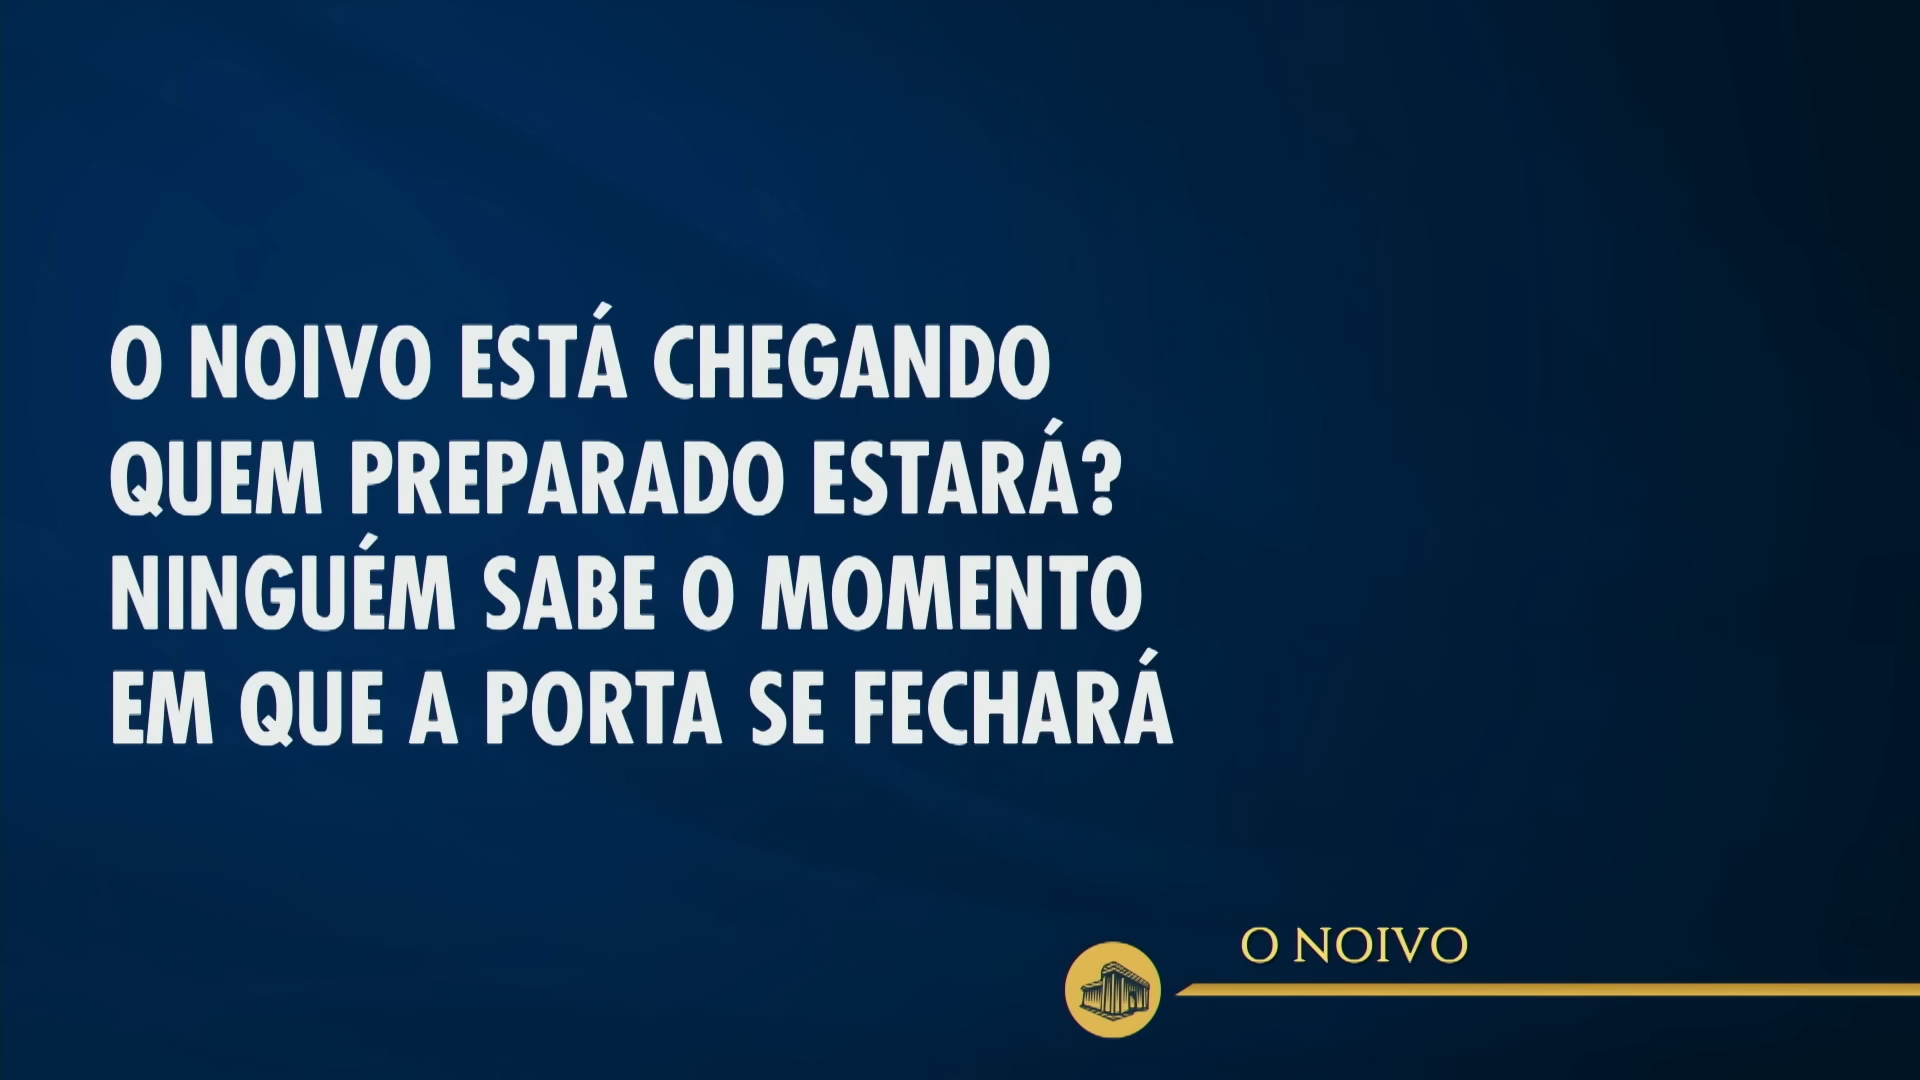 O NOIVO ESTÁ CHEGANDO
QUEM PREPARADO ESTARÁ?
NINGUÉM SABE O MOMENTO
EM QUE A PORTA SE FECHARÁ
O NOIVO